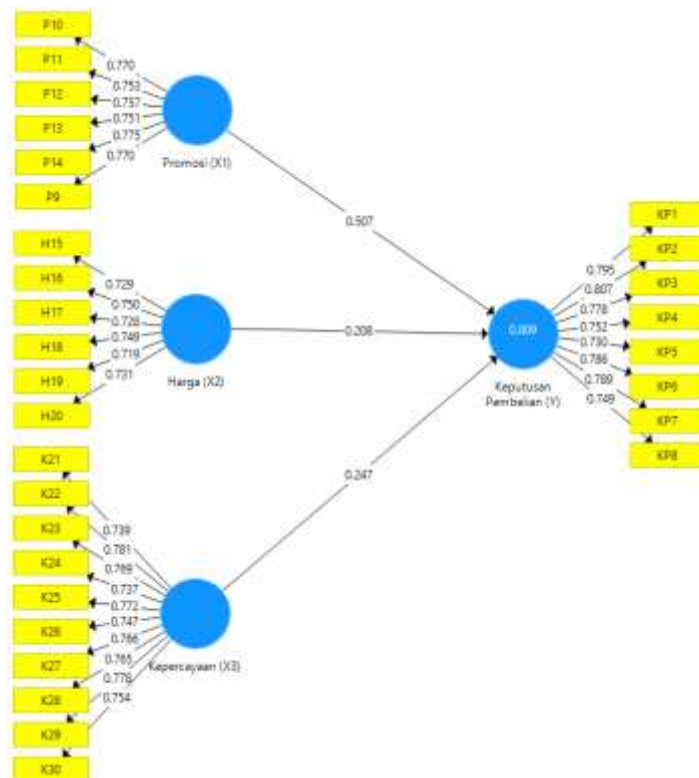 P10
P11
P12
P13
P14
P9
0.770
0.753
0.757
0.751
0.775
0.770
Promosi (X1)
0.507
H15
H16
H17
H18
H19
H20
0.729
0.750
0.728
0.749
0.719
0.731
Harga (X2)
0.208
K21
K22
K23
K24
K25
K26
K27
K28
K29
K30
0.739
0.781
0.769
0.737
0.772
0.747
0.766
0.765
0.778
0.754
Kepercayaan (X3)
0.247
0.809
Keputusan
Pembelian (Y)
KP1
KP2
KP3
KP4
KP5
KP6
KP7
KP8
0.795
0.807
0.778
0.752
0.730
0.786
0.789
0.749